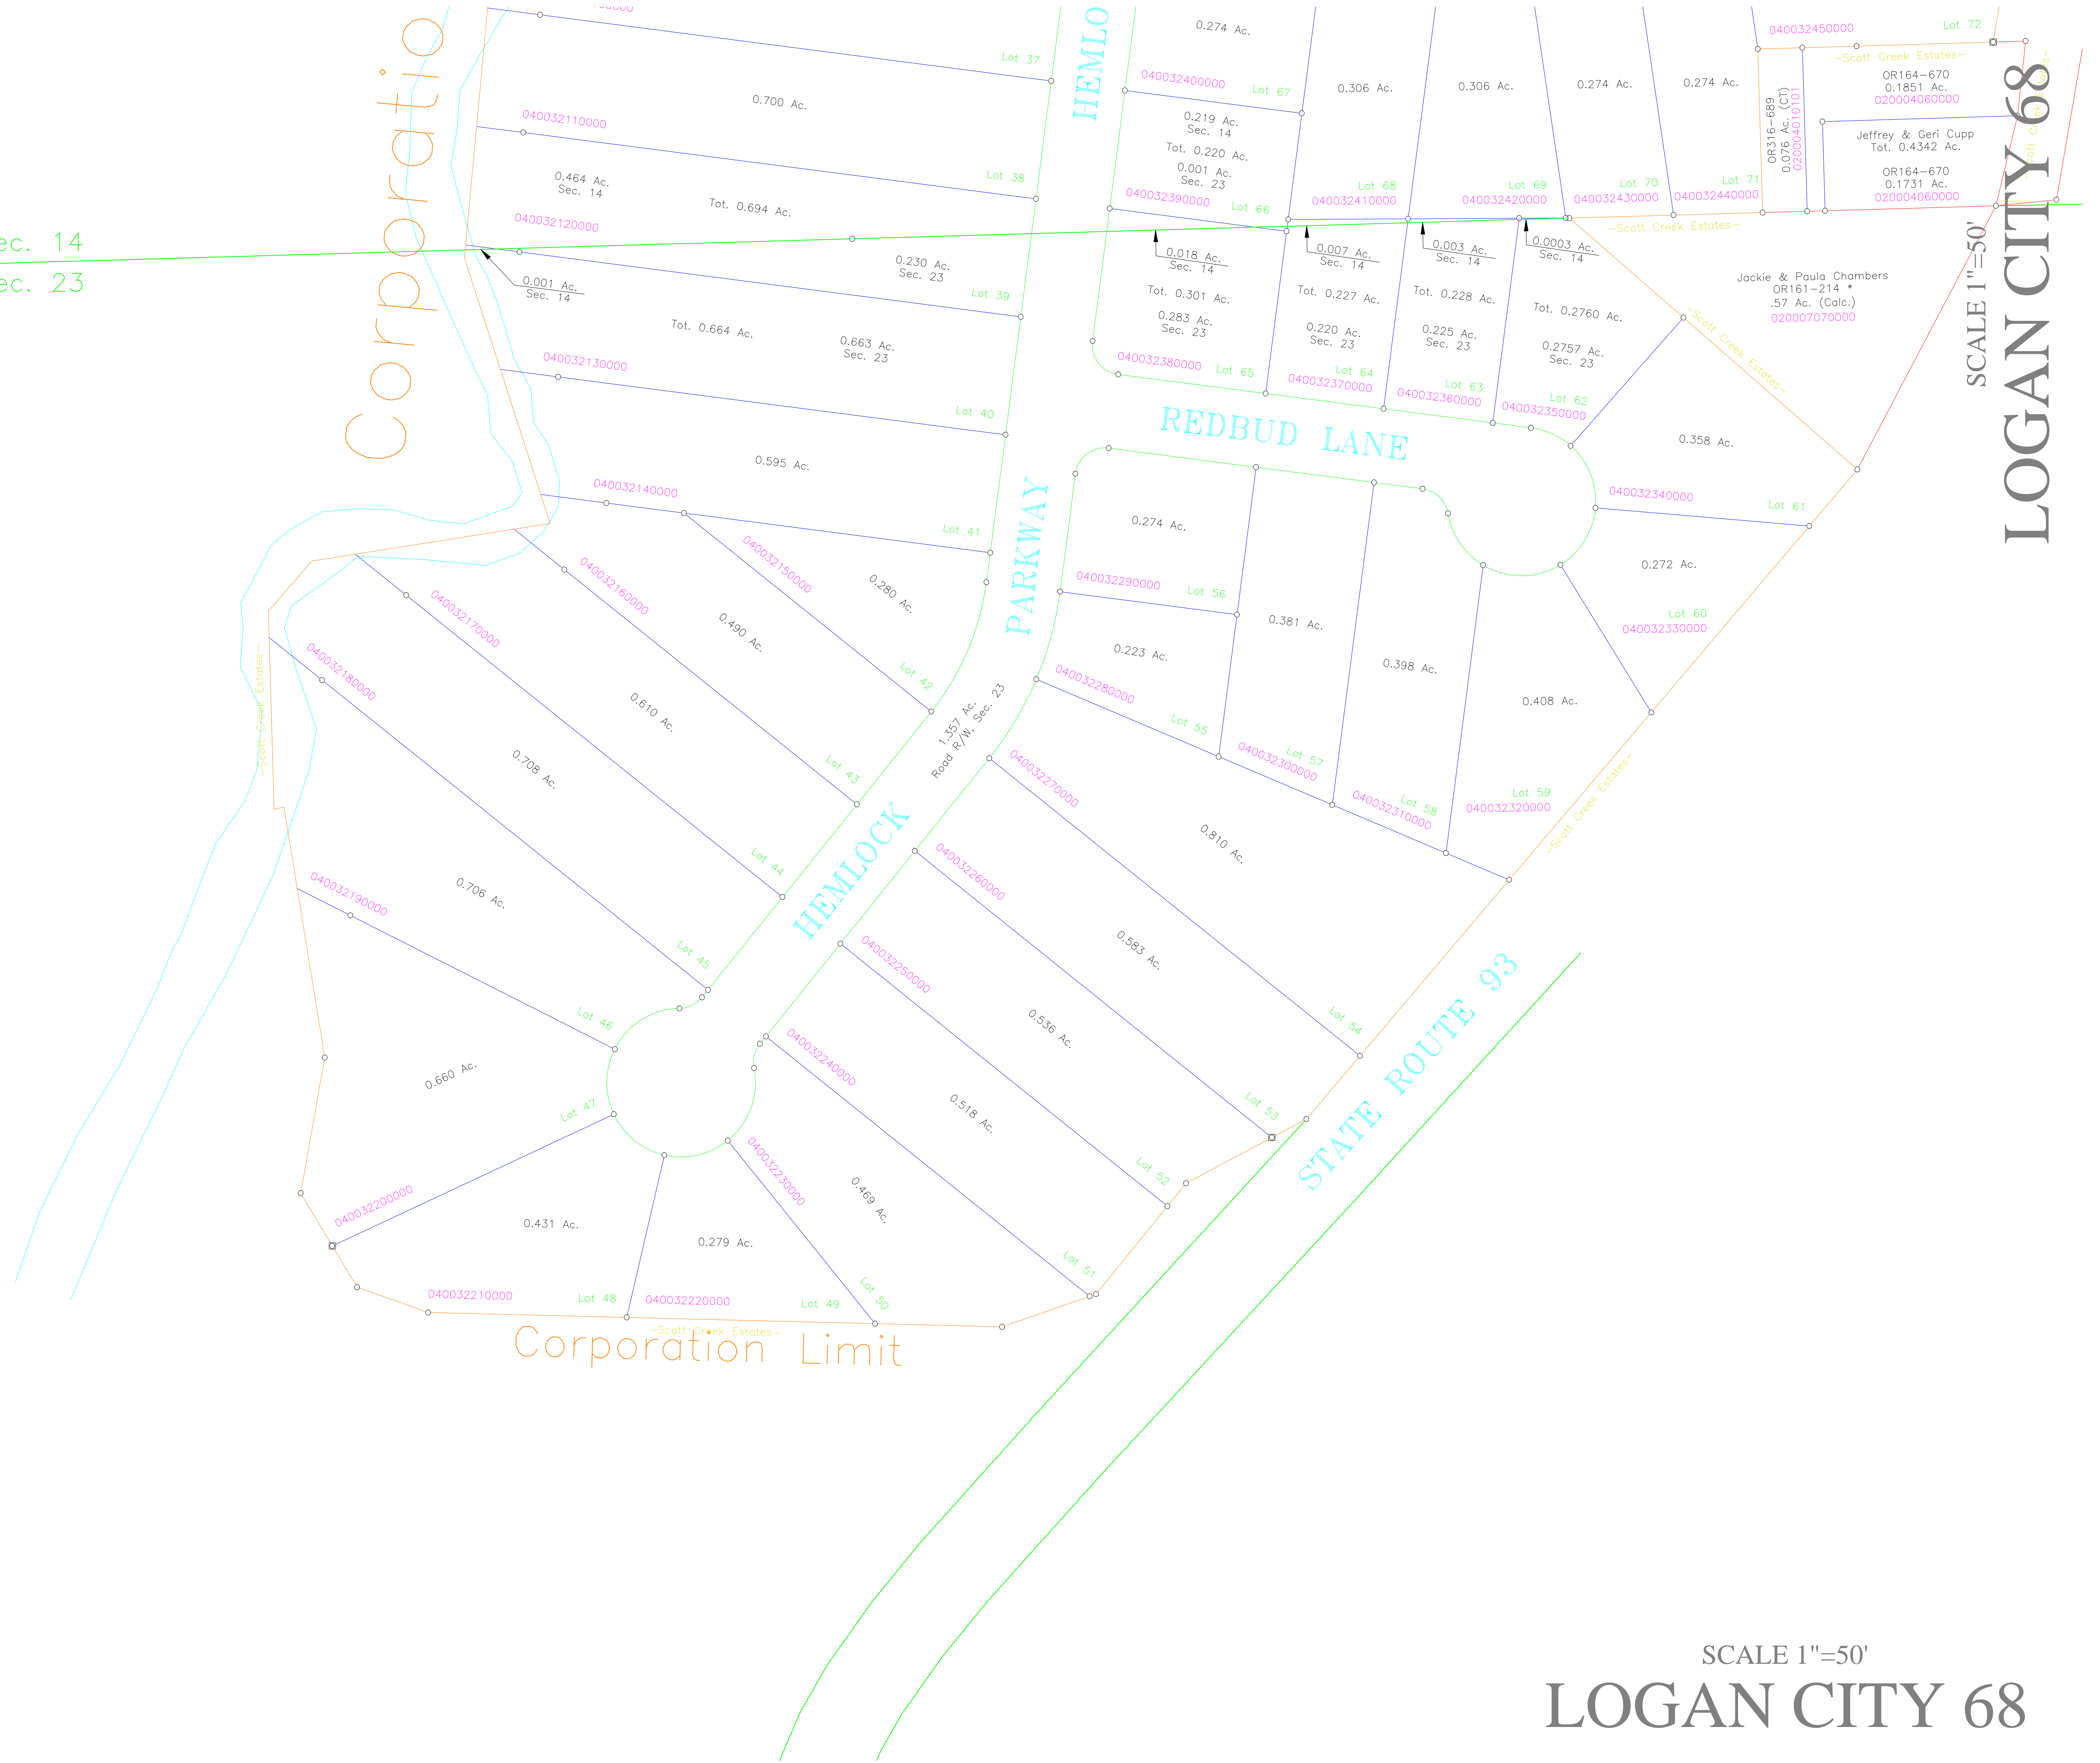 Corporatio
HEMLO
0.274 Ac.
040032450000
Lot 72
-Scott Creek Estates-
Lot 37
0.700 Ac.
040032110000
040032400000
Lot 67
0.306 Ac.
0.306 Ac.
0.274 Ac.
0.274 Ac.
OR316-689
0.076 Ac. (CT)
020004010101
OR164-670
0.1851 Ac.
020004060000
Jeffrey & Geri Cupp
Tot. 0.4342 Ac.
OR164-670
0.1731 Ac.
020004060000
SCALE 1"=50'
LOGAN CITY 68
0.219 Ac.
Sec. 14
Tot. 0.220 Ac.
0.001 Ac.
Sec. 23
Lot 38
0.464 Ac.
Sec. 14
Tot. 0.694 Ac.
040032120000
040032390000
Lot 66
Lot 68
040032410000
Lot 69
040032420000
Lot 70
040032430000
Lot 71
040032440000
-Scott Creek Estates-
ec. 14
ec. 23
0.001 Ac.
Sec. 14
0.230 Ac.
Sec. 23
0.018 Ac.
Sec. 14
0.007 Ac.
Sec. 14
0.003 Ac.
Sec. 14
0.0003 Ac.
Sec. 14
Jackie & Paula Chambers
OR161-214 *
.57 Ac. (Calc.)
020007070000
Lot 39
Tot. 0.664 Ac.
0.663 Ac.
Sec. 23
Tot. 0.301 Ac.
0.283 Ac.
Sec. 23
Tot. 0.227 Ac.
0.220 Ac.
Sec. 23
Tot. 0.228 Ac.
0.225 Ac.
Sec. 23
Tot. 0.2760 Ac.
0.2757 Ac.
Sec. 23
-Scott Creek Estates-
040032130000
040032380000
Lot 65
Lot 64
040032370000
Lot 63
040032360000
Lot 62
040032350000
Lot 40
REDBUD LANE
0.358 Ac.
0.595 Ac.
040032140000
040032340000
Lot 61
Lot 41
PARKWAY
0.274 Ac.
040032150000
0.280 Ac.
040032160000
0.490 Ac.
040032290000
Lot 56
0.381 Ac.
0.272 Ac.
040032170000
Lot 60
040032330000
0.223 Ac.
0.398 Ac.
040032180000
-Scott Creek Estates-
0.610 Ac.
Lot 42
1.357 Ac.
Road R/W, Sec. 23
040032280000
Lot 55
0.408 Ac.
040032300000
Lot 57
0.708 Ac.
Lot 43
040032270000
040032310000
Lot 58
Lot 59
040032320000
-Scott Creek Estates-
HEMLOCK
0.810 Ac.
Lot 44
040032260000
0.706 Ac.
040032190000
0.583 Ac.
040032250000
Lot 45
Lot 46
Lot 54
0.536 Ac.
STATE ROUTE 93
040032240000
0.660 Ac.
Lot 47
0.518 Ac.
Lot 53
040032230000
Lot 52
0.469 Ac.
040032200000
0.431 Ac.
0.279 Ac.
Lot 51
040032210000
Lot 48
040032220000
Lot 49
Lot 50
-Scott Creek Estates-
Corporation Limit
SCALE 1"=50'
LOGAN CITY 68